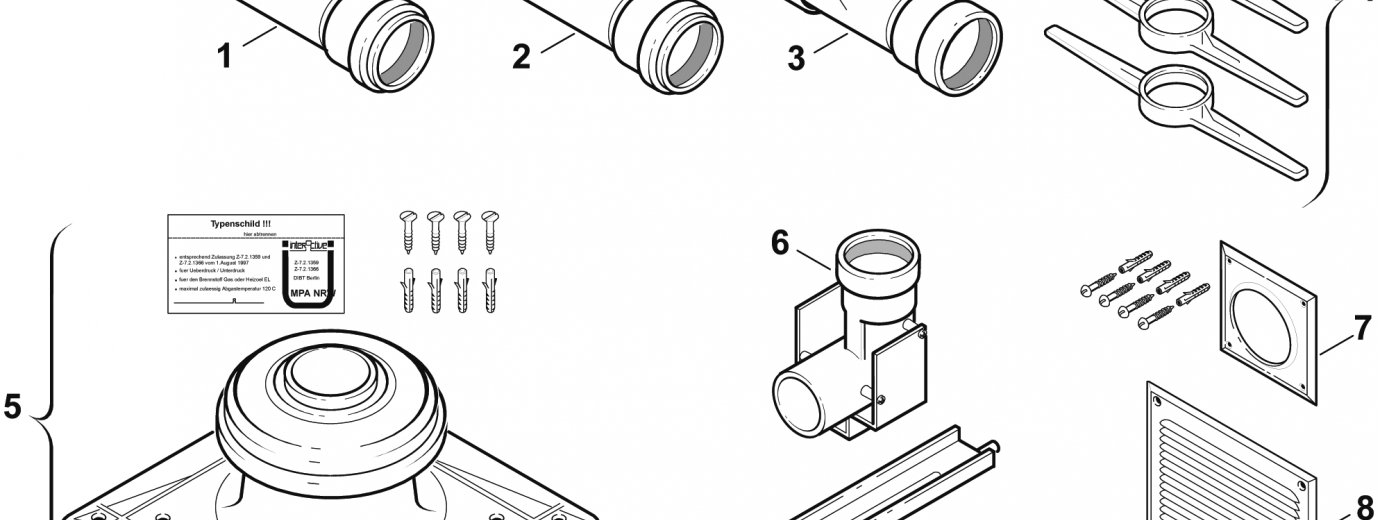 1
2
3
Typenschild !!!
hier abtrennen
inter active
• entsprechend Zulassung Z-7.2.1359 und
Z-7.2.1366 vom 1.August 1997
• fuer Ueberdruck / Unterdruck
• fuer den Brennstoff Gas oder Heizoel EL
• maximal zulaessig Abgastemperatur 120 C
Z-7.2.1359
Z-7.2.1366
DIBT Berlin
MPA NRW
5
6
7
8